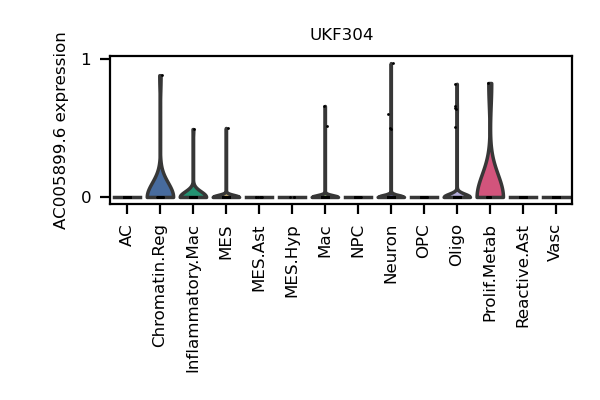 UKF304
AC005899.6 expression
1
0
AC
Chromatin.Reg
Inflammatory.Mac
MES
MES.Ast
MES.Hyp
Mac
NPC
Neuron
OPC
Oligo
Prolif.Metab
Reactive.Ast
Vasc